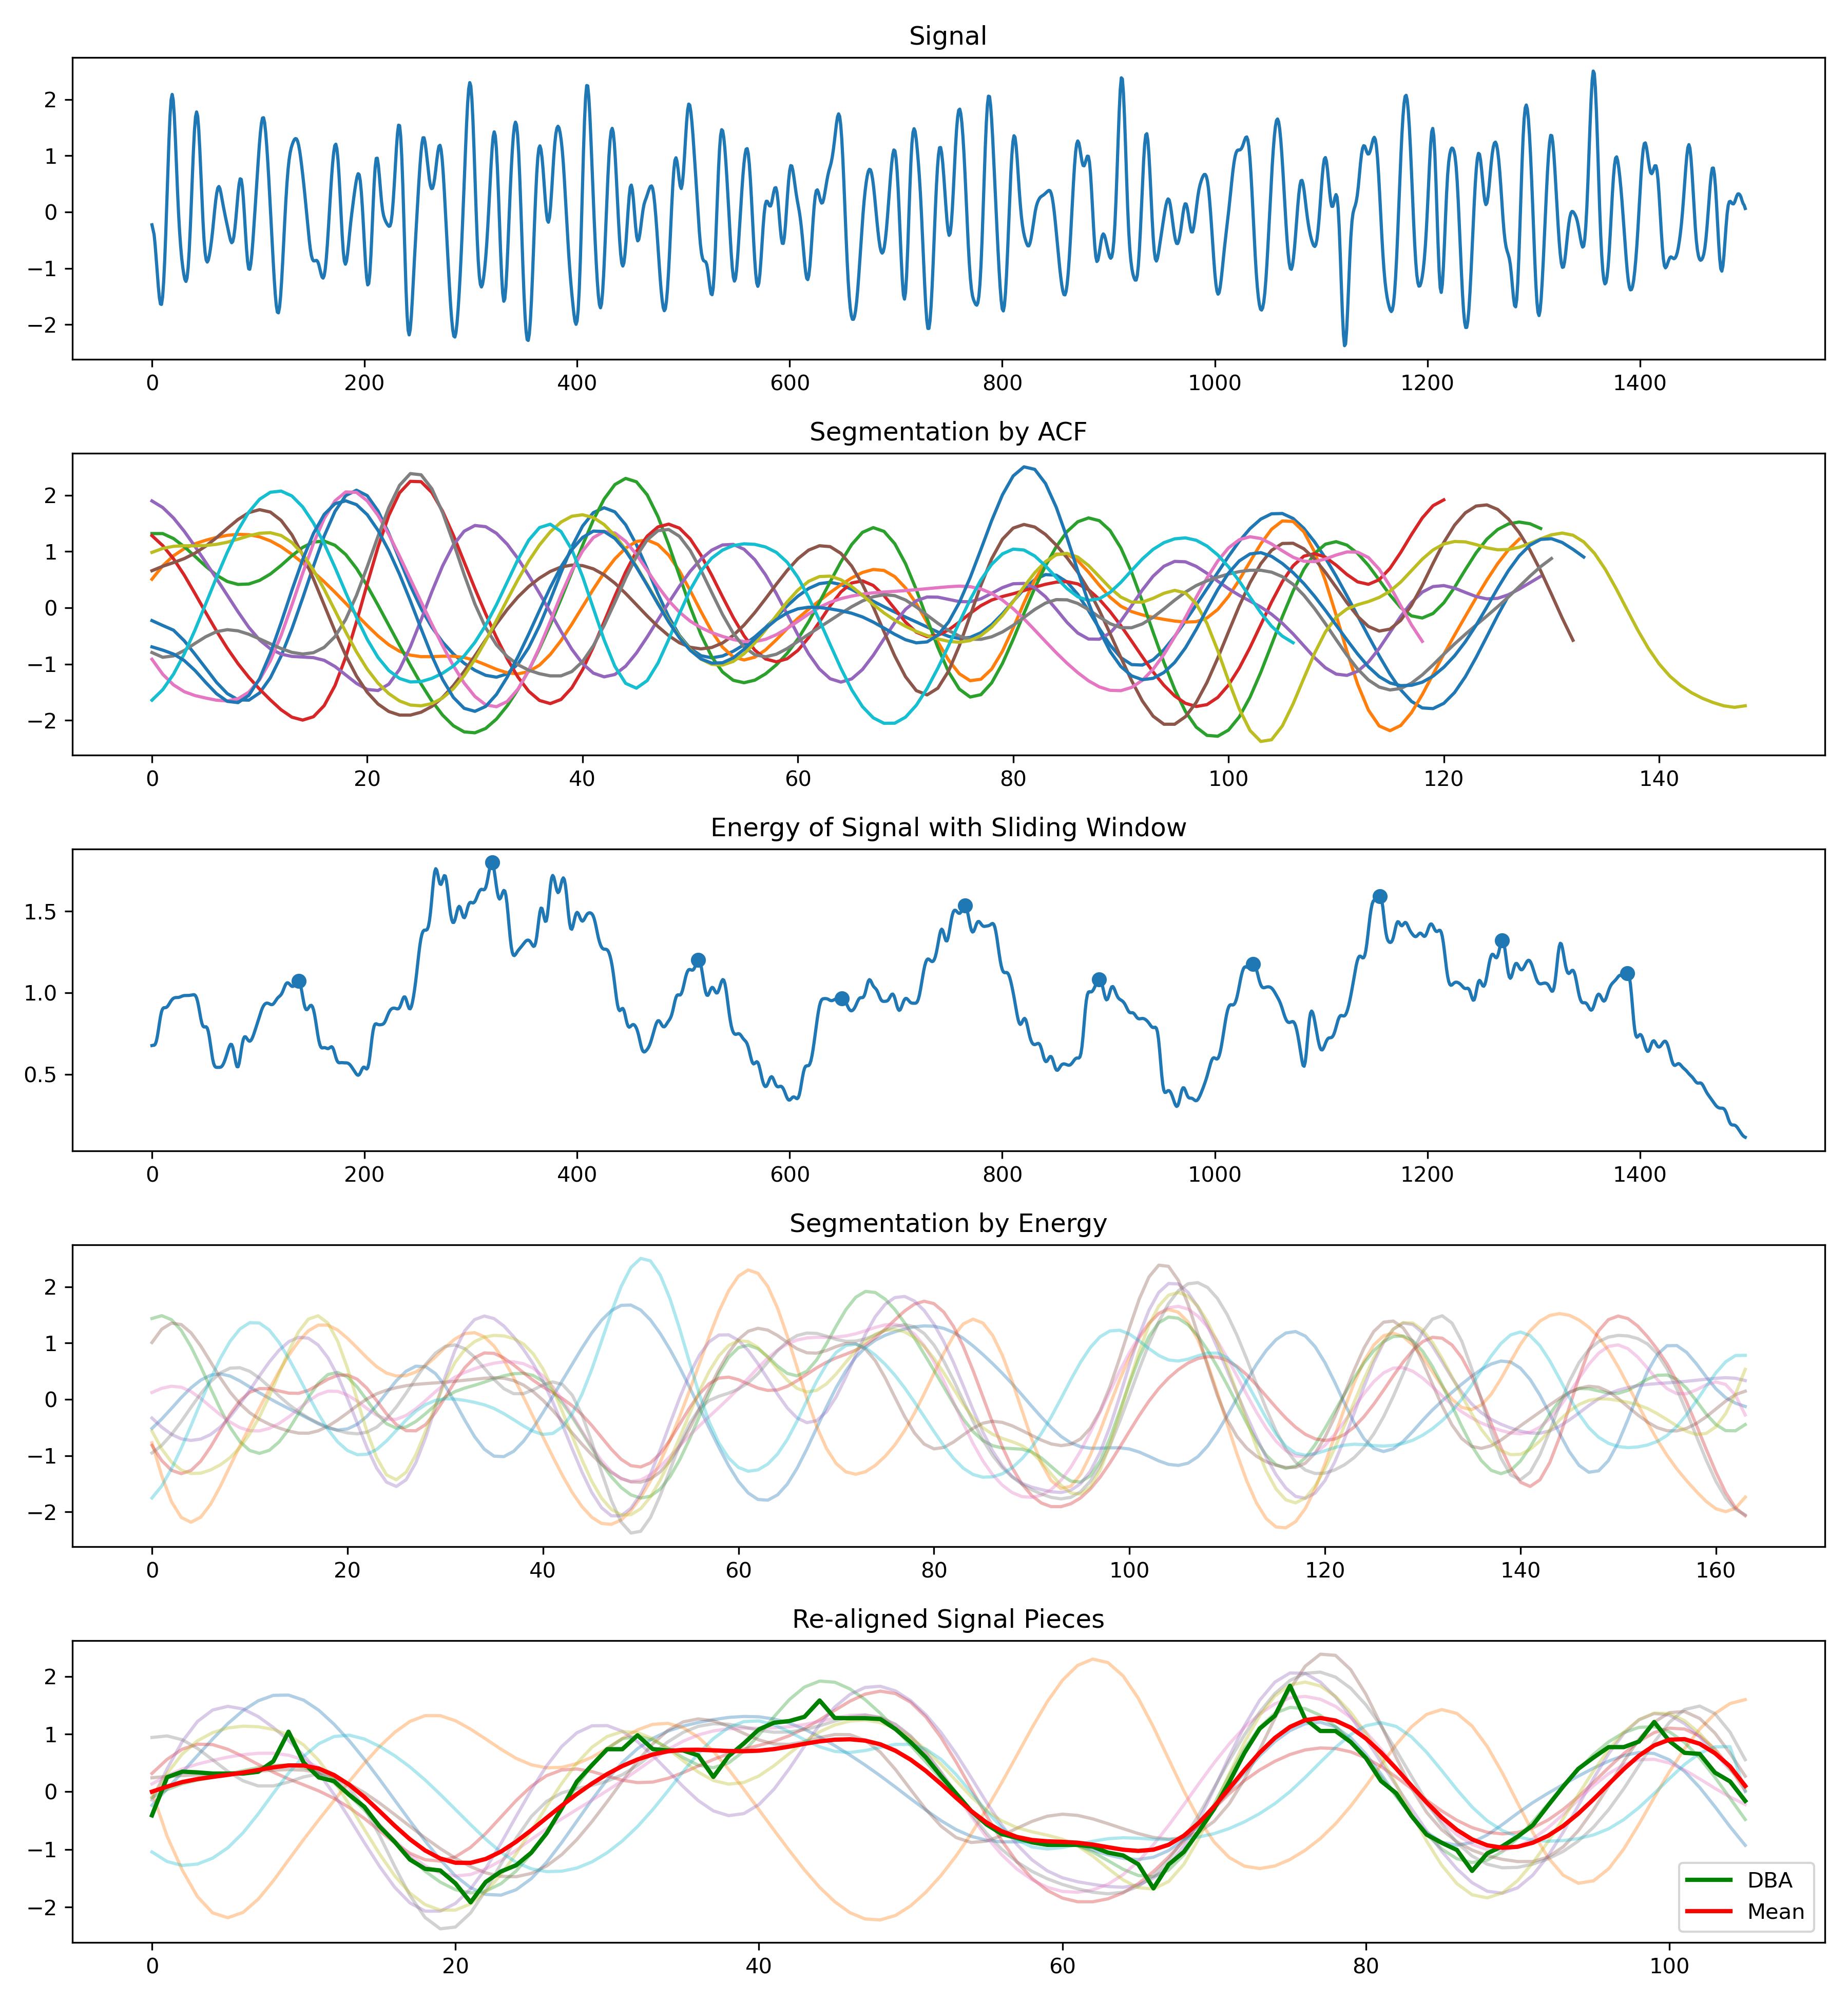 Signal
2
1
0
−1
−2
0 200 400 600 800 1000 1200 1400
Segmentation by ACF
2
1
0
−1
−2
0 20 40 60 80 100 120 140
Energy of Signal with Sliding Window
1.5
1.0
0.5
0 200 400 600 800 1000 1200 1400
Segmentation by Energy
2
1
0
−1
−2
0 20 40 60 80 100 120 140 160
Re-aligned Signal Pieces
2
1
0
−1
−2
DBA
Mean
0 20 40 60 80 100